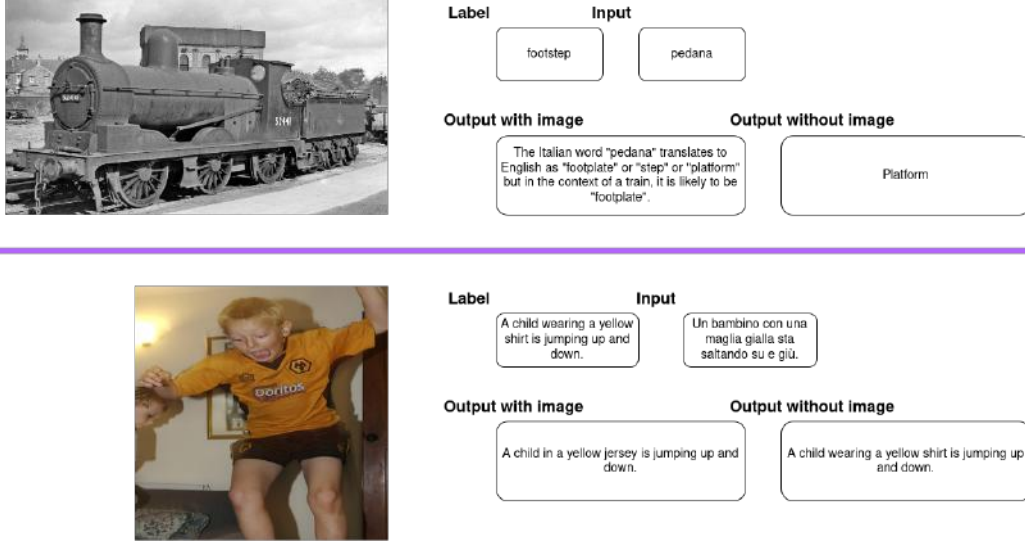 Label Input
footstep pedana
Output with image Output without image
The Italian word "pedana" translates to
English as "footplate" or "step" or "platform"
but in the context of a train, it is likely to be
"footplate".
Platform
Label Input
A child wearing a yellow
shirt is jumping up and
down.
Un bambino con una
maglia gialla sta
saltando su e giù.
Output with image Output without image
A child in a yellow jersey is jumping up and
down.
A child wearing a yellow shirt is jumping up
and down.
Doritos